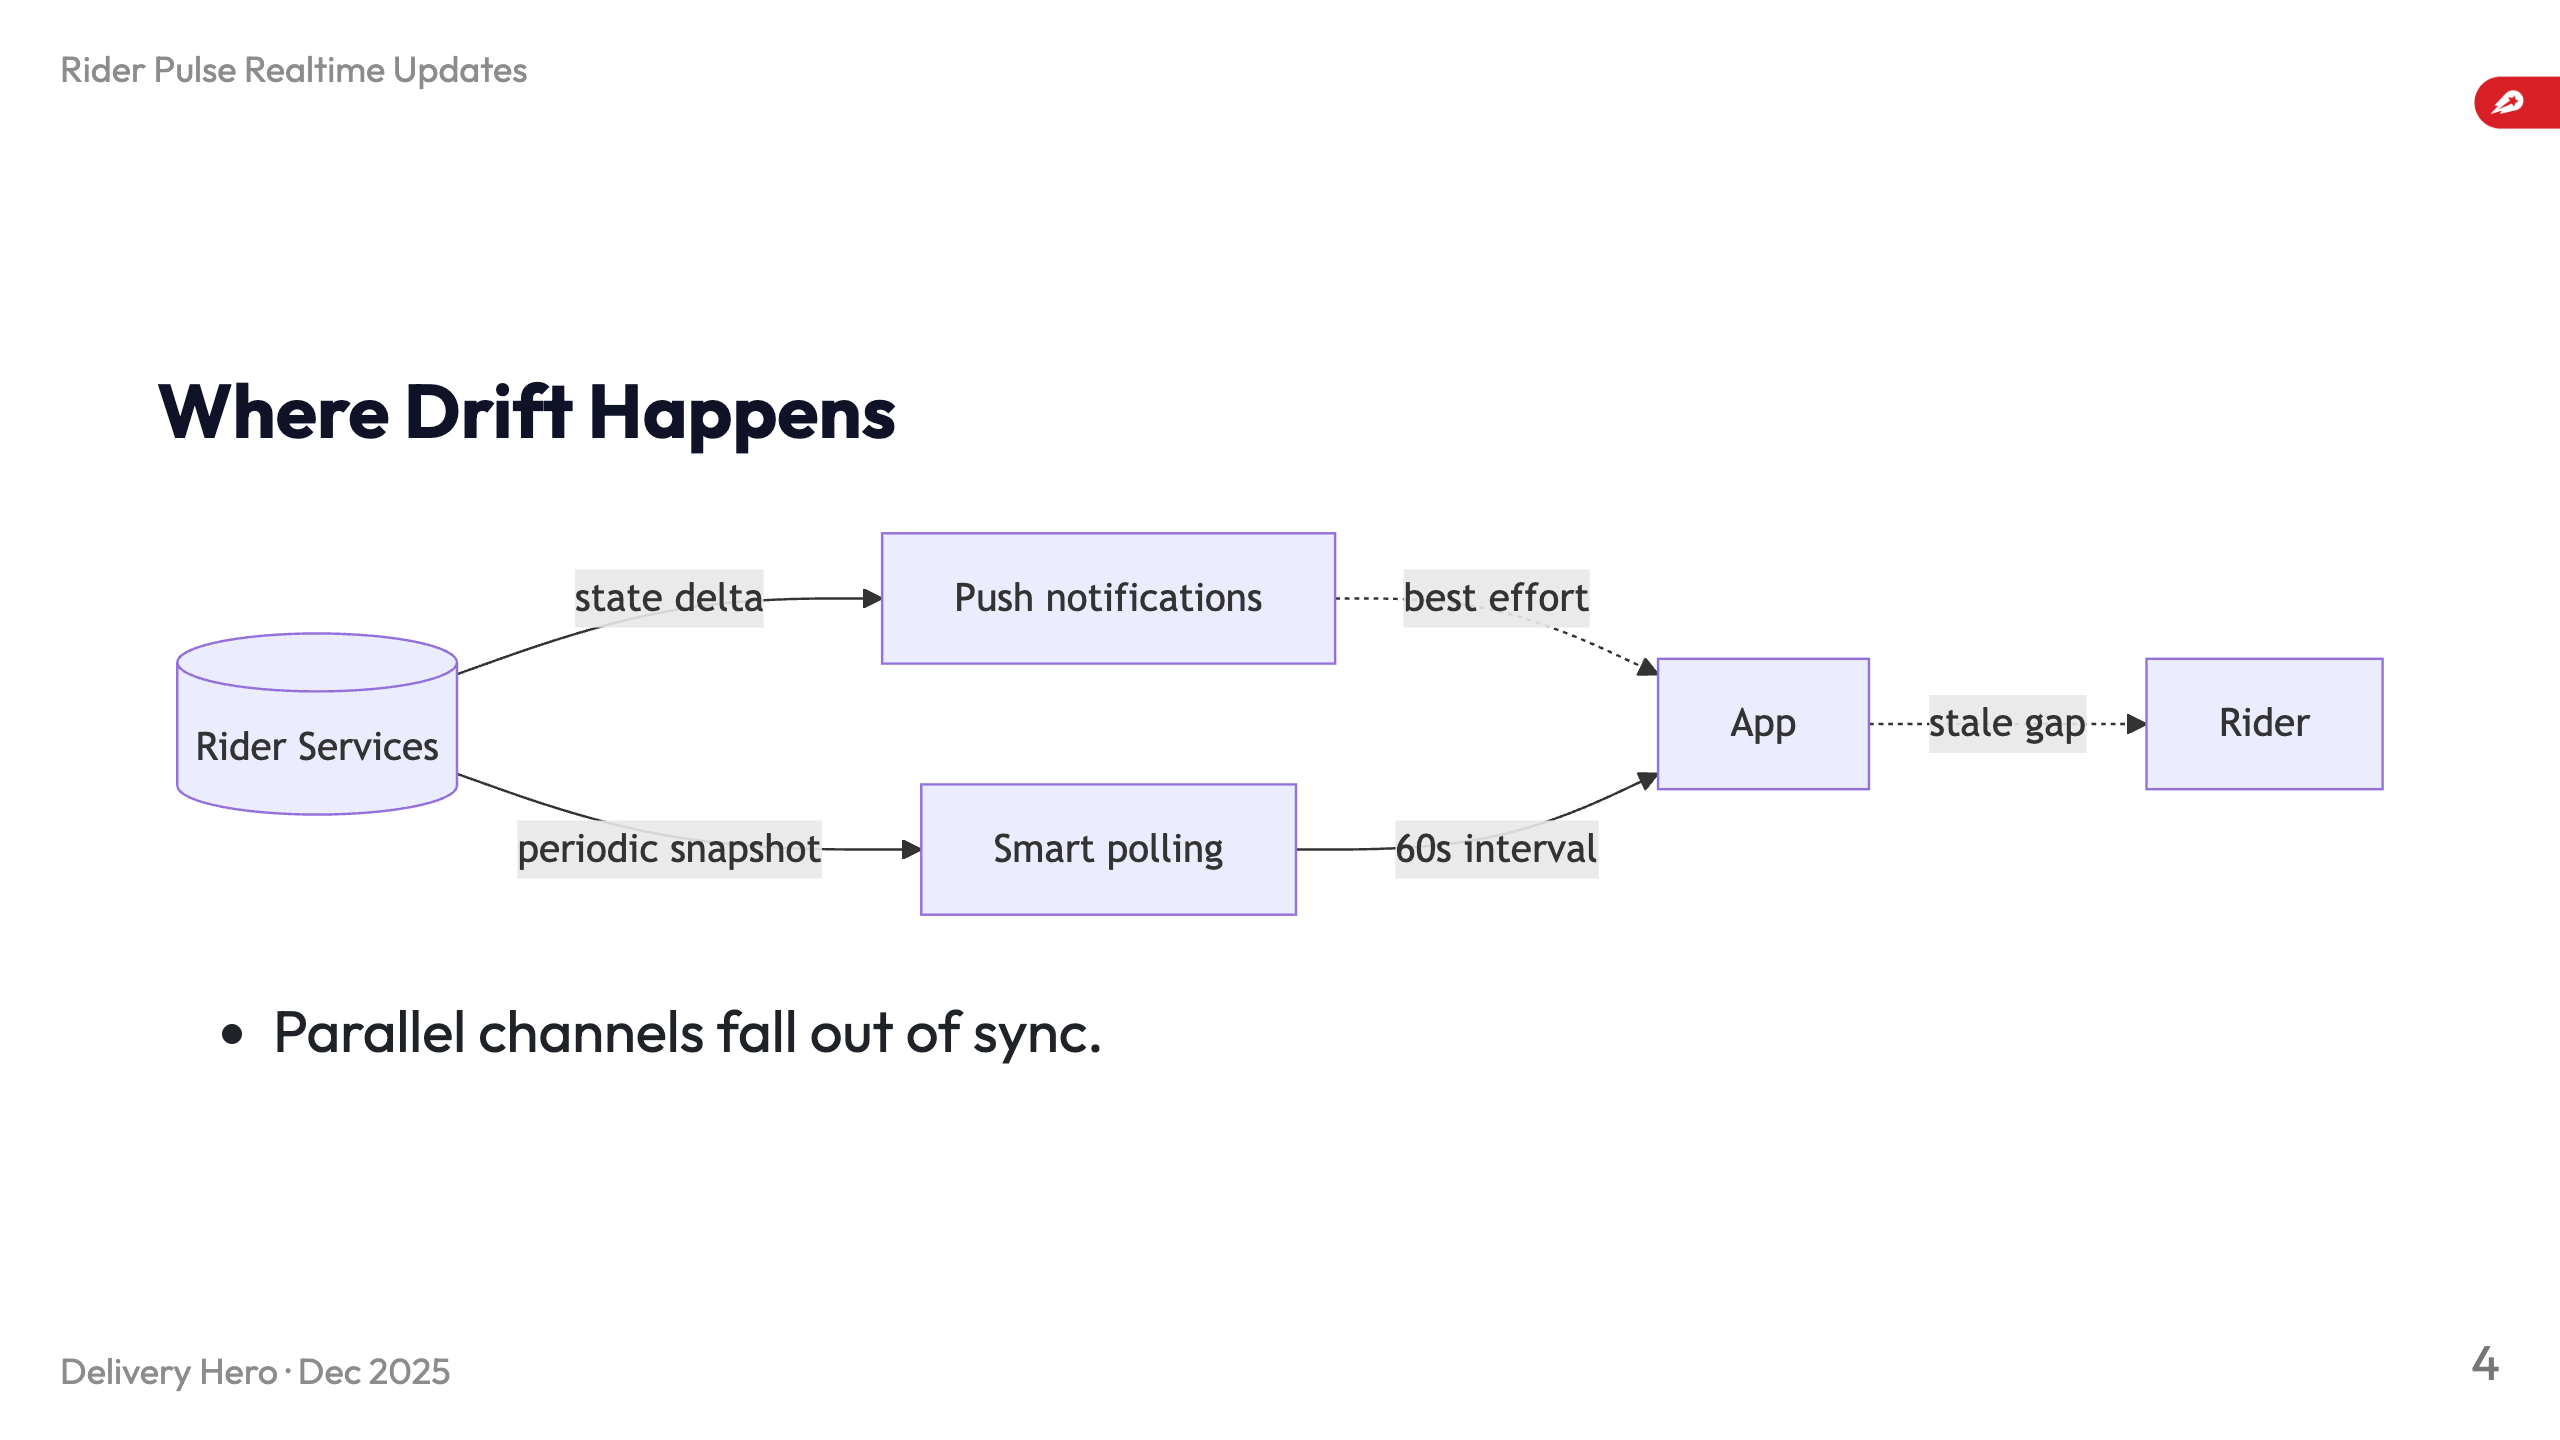 Rider Pulse Realtime Updates
Where Drift Happens
state delta
Push notifications
best effort
Rider Services
App
stale gap
Rider
periodic snapshot
Smart polling
60s interval
• Parallel channels fall out of sync.
Delivery Hero · Dec 2025
4